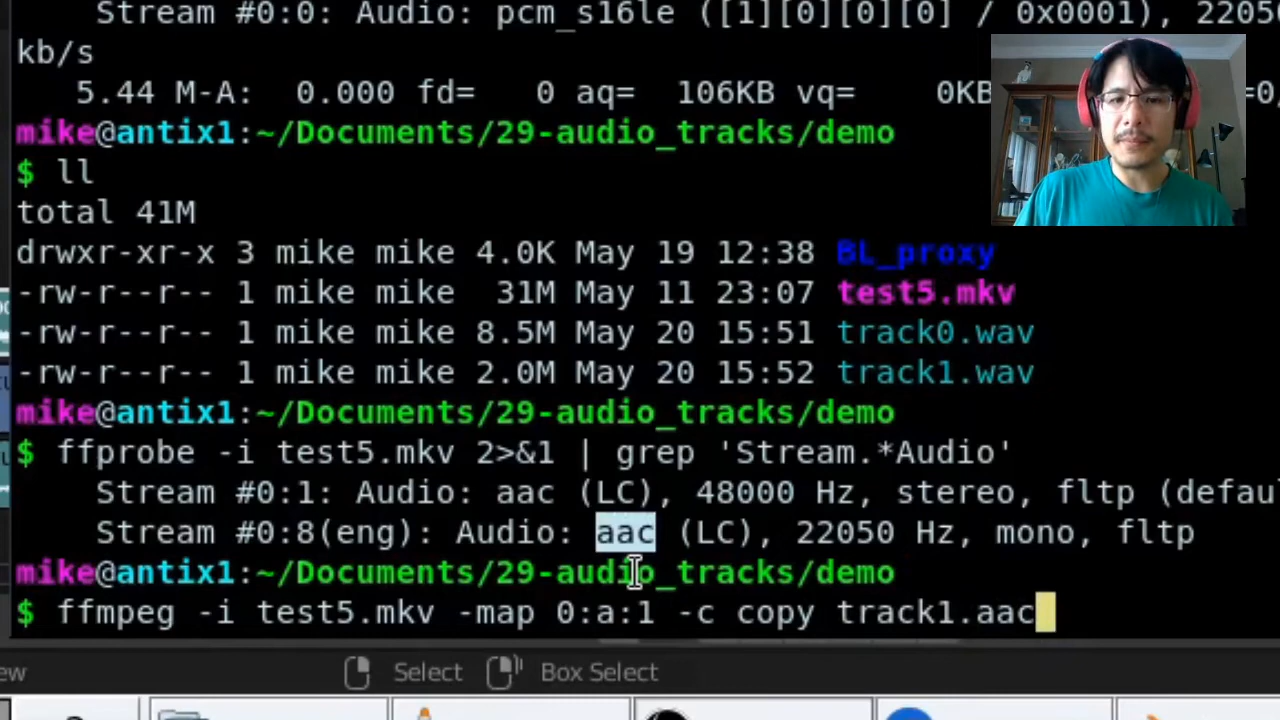 Stream #0:0: Audio: pcm_s16le ([1][0][0][0] / 0x0001), 22050
kb/s
5.44 M-A: 0.000 fd= 0 aq= 106KB vq= 0KB =0
mike@antix1:~/Documents/29-audio_tracks/demo
$ ll
total 41M
drwxr-xr-x 3 mike mike 4.0K May 19 12:38 BL_proxy
-rw-r--r-- 1 mike mike 31M May 11 23:07 test5.mkv
-rw-r--r-- 1 mike mike 8.5M May 20 15:51 track0.wav
-rw-r--r-- 1 mike mike 2.0M May 20 15:52 track1.wav
mike@antix1:~/Documents/29-audio_tracks/demo
$ ffprobe -i test5.mkv 2>&1 | grep 'Stream.*Audio'
Stream #0:1: Audio: aac (LC), 48000 Hz, stereo, fltp (defau
Stream #0:8(eng): Audio: aac (LC), 22050 Hz, mono, fltp
mike@antix1:~/Documents/29-audio_tracks/demo
$ ffmpeg -i test5.mkv -map 0:a:1 -c copy track1.aac
ew Select Box Select